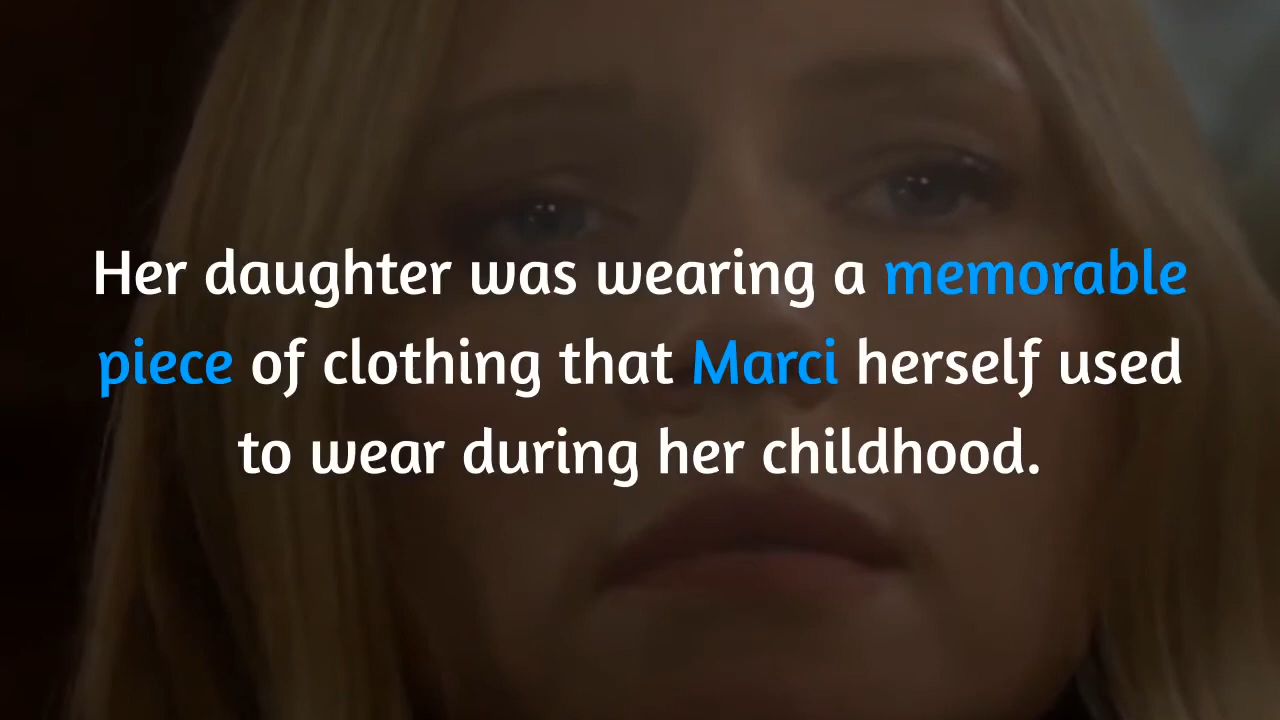 Her daughter was wearing a memorable
piece of clothing that Marci herself used
to wear during her childhood.